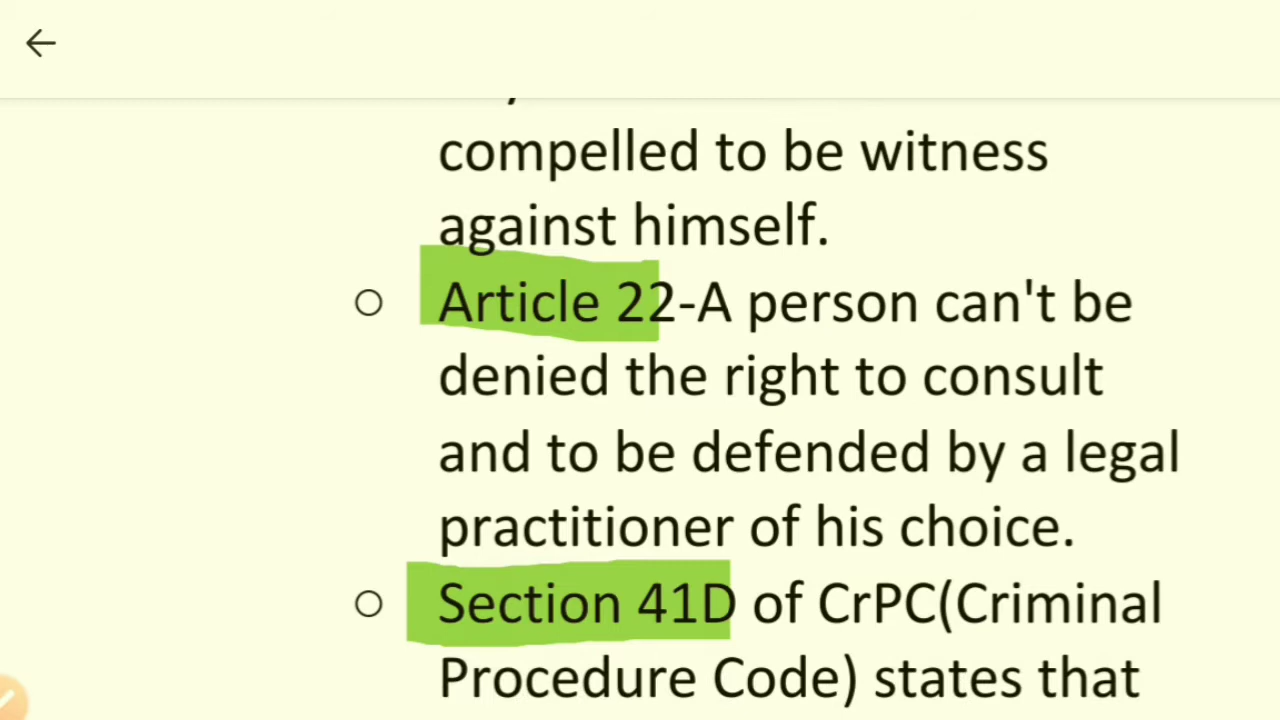 compelled to be witness
against himself.
○ Article 22-A person can't be
denied the right to consult
and to be defended by a legal
practitioner of his choice.
○ Section 41D of CrPC(Criminal
Procedure Code) states that